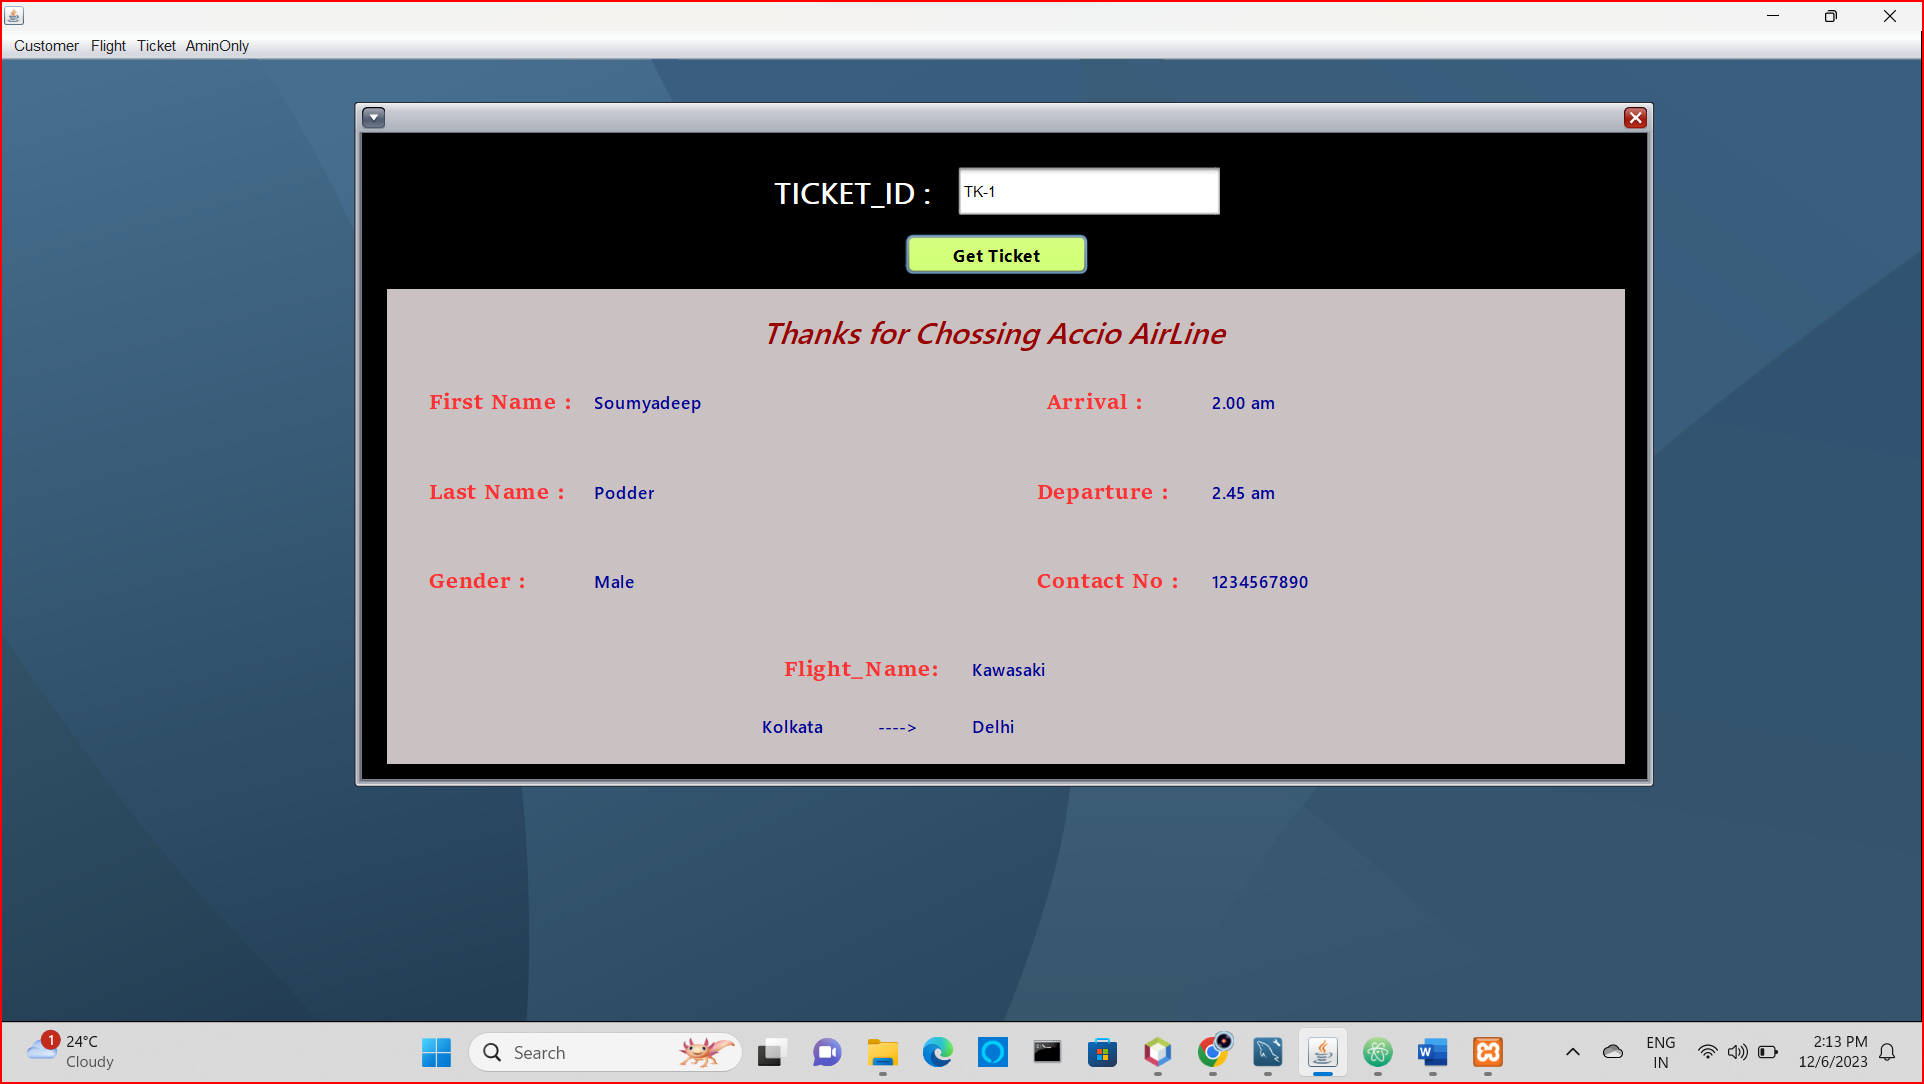 Customer Flight Ticket AminOnly
TICKET_ID : TK-1
Get Ticket
Thanks for Chossing Accio AirLine
First Name : Soumyadeep Arrival : 2.00 am
Last Name : Podder Departure : 2.45 am
Gender : Male Contact No : 1234567890
Flight_Name: Kawasaki
Kolkata ----> Delhi
1 24°C
Cloudy
Search
W
ENG
IN
2:13 PM
12/6/2023